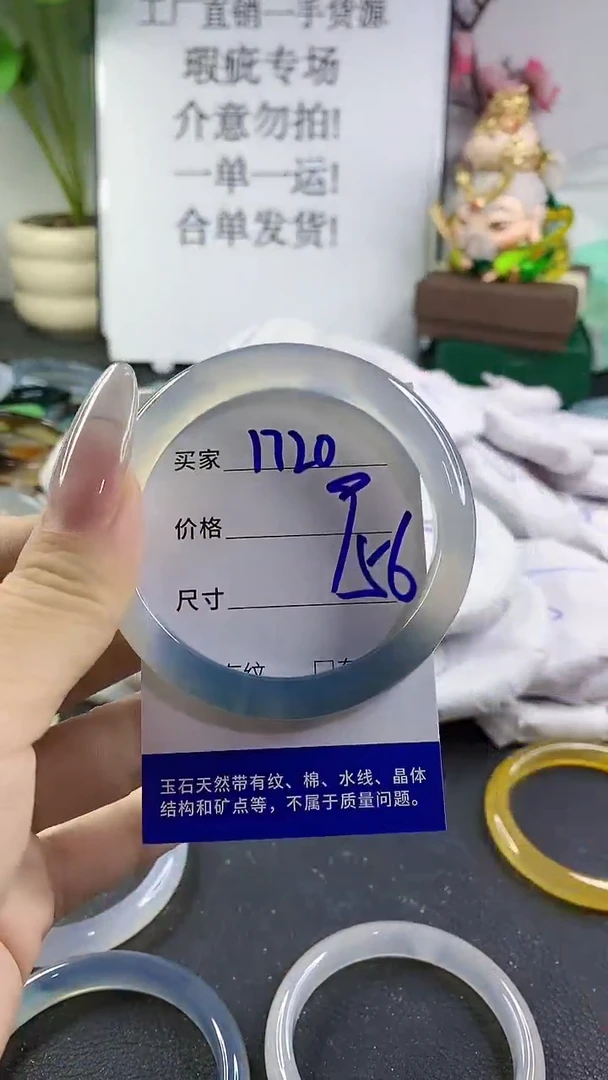 工厂直销一手货源
瑕疵专场
介意勿拍!
一单一运!
合单发货!
买家 1720
价格
尺寸 56
玉石天然带有纹、棉、水线、晶体
结构和矿点等，不属于质量问题。